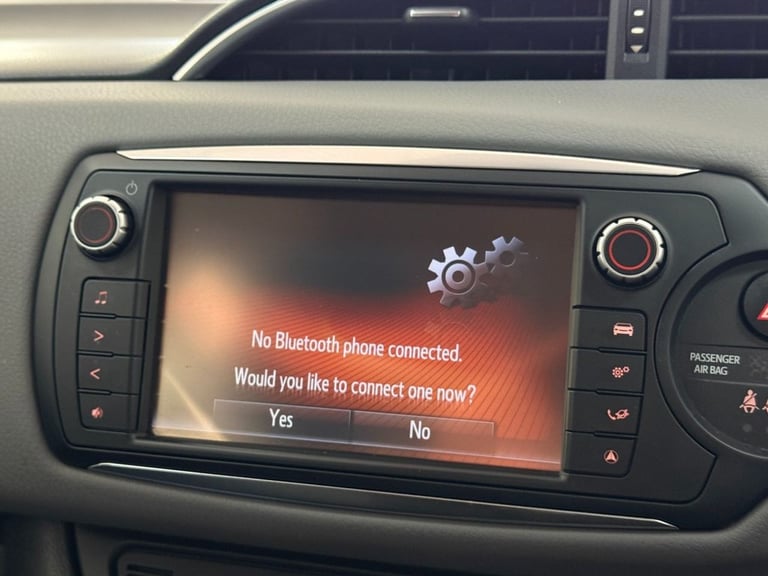 No Bluetooth phone connected.
Would you like to connect one now?
Yes
No
PASSENGER
AIR BAG